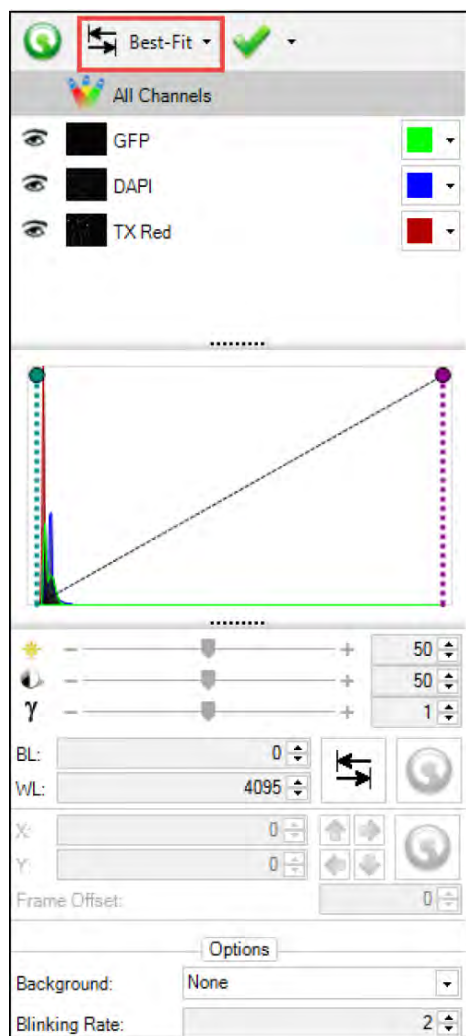 Best-Fit
All Channels
GFP
DAPI
TX Red
50
50
γ 1
BL: 0
WL: 4095
X: 0
Y: 0
Frame Offset: 0
Options
Background: None
Blinking Rate: 2